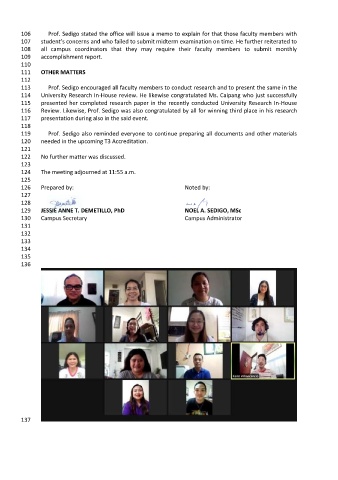 106 Prof. Sedigo stated the office will issue a memo to explain for that those faculty members with
107 student's concerns and who failed to submit midterm examination on time. He further reiterated to
108 all campus coordinators that they may require their faculty members to submit monthly
109 accomplishment report.
110
111 OTHER MATTERS
112
113 Prof. Sedigo encouraged all faculty members to conduct research and to present the same in the
114 University Research In-House review. He likewise congratulated Ms. Caipang who just successfully
115 presented her completed research paper in the recently conducted University Research In-House
116 Review. Likewise, Prof. Sedigo was also congratulated by all for winning third place in his research
117 presentation during also in the said event.
118
119 Prof. Sedigo also reminded everyone to continue preparing all documents and other materials
120 needed in the upcoming T3 Accreditation.
121
122 No further matter was discussed.
123
124 The meeting adjourned at 11:55 a.m.
125
126 Prepared by: Noted by:
127
128
129 JESSIE ANNE T. DEMETILLO, PhD NOEL A. SEDIGO, MSc
130 Campus Secretary Campus Administrator
131
132
133
134
135
136
137